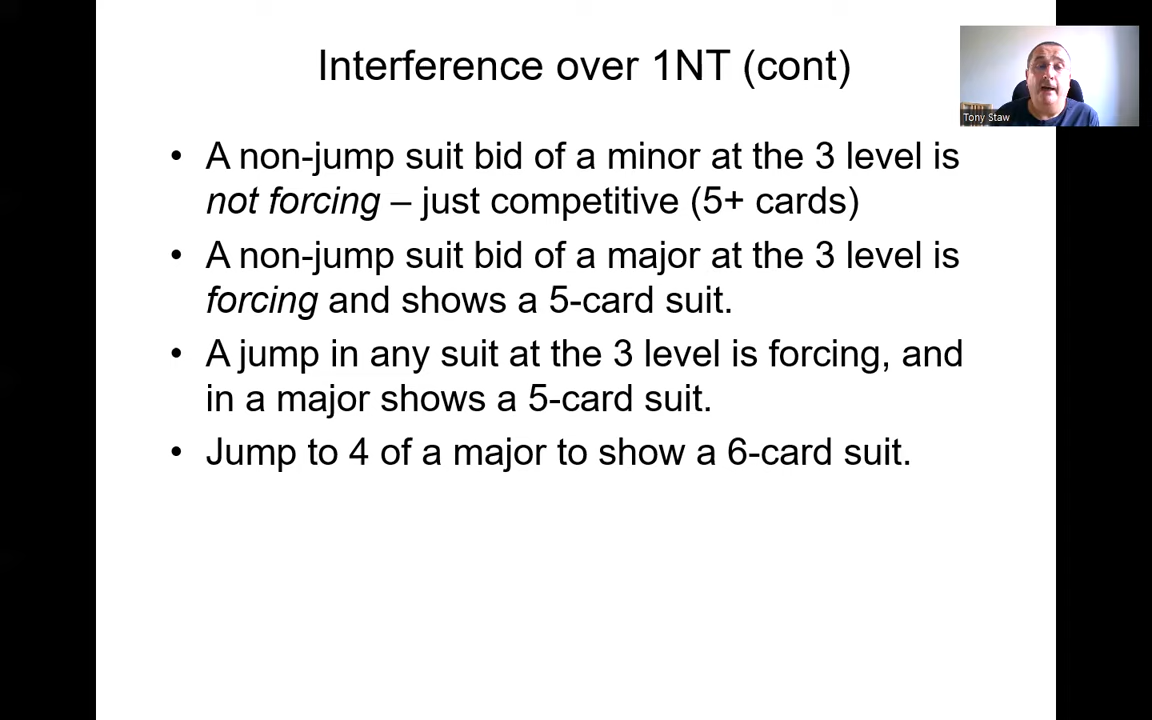 Interference over 1NT (cont)
Tony Staw
• A non-jump suit bid of a minor at the 3 level is
not forcing – just competitive (5+ cards)
• A non-jump suit bid of a major at the 3 level is
forcing and shows a 5-card suit.
• A jump in any suit at the 3 level is forcing, and
in a major shows a 5-card suit.
• Jump to 4 of a major to show a 6-card suit.